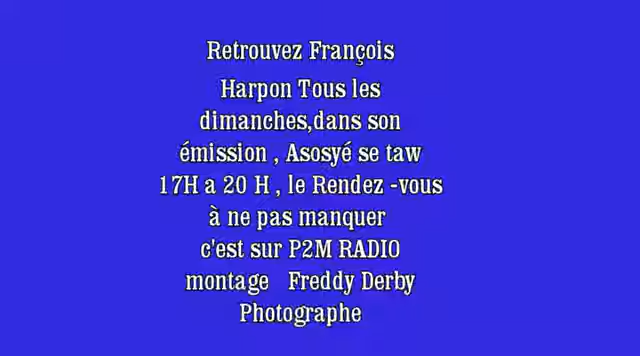 Retrouvez François
Harpon Tous les
dimanches,dans son
émission , Asosyé se taw
17H a 20 H , le Rendez -vous
à ne pas manquer
c'est sur P2M RADIO
montage Freddy Derby
Photographe